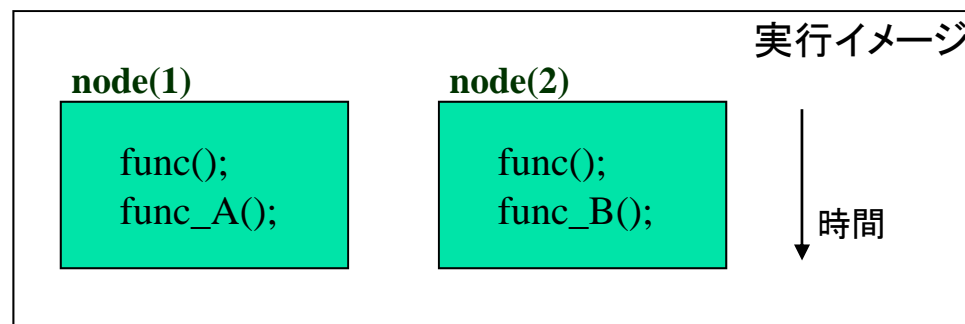 実行イメージ
node(1)
func();
func_A();
node(2)
func();
func_B();
時間